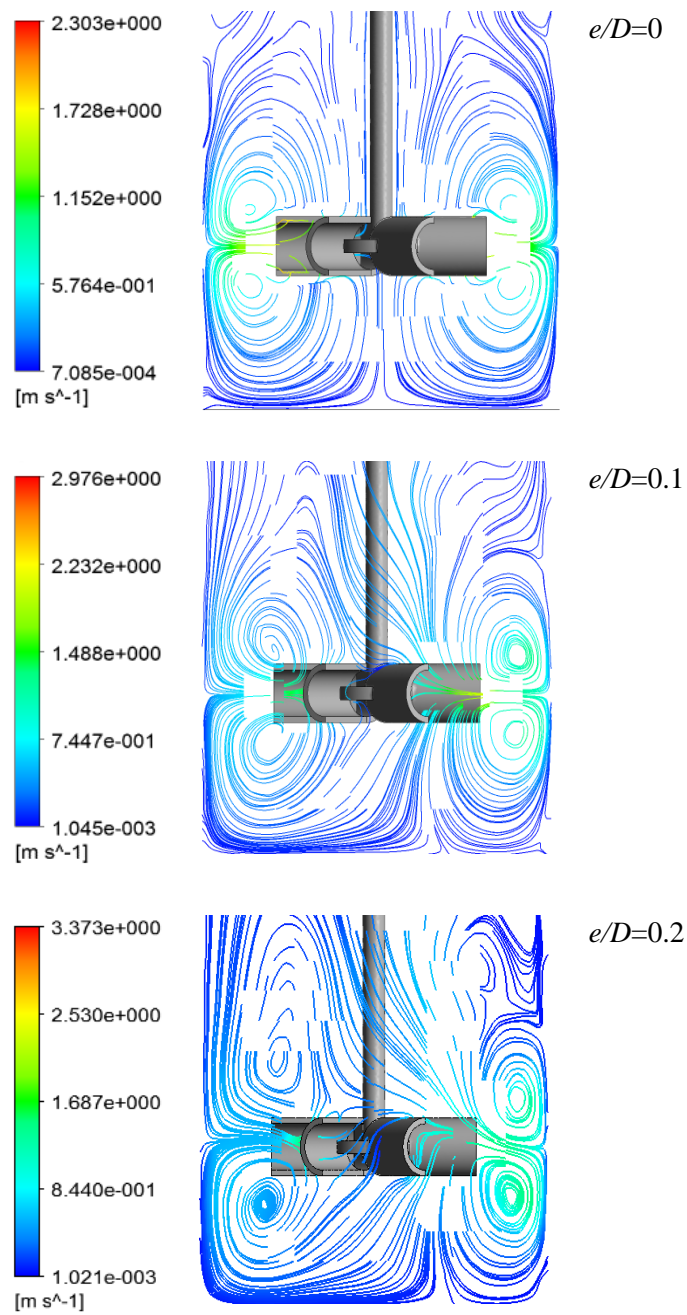 2.303e+000
e/D=0
1.728e+000
1.152e+000
5.764e-001
7.085e-004
[m s^-1]
2.976e+000
e/D=0.1
2.232e+000
1.488e+000
7.447e-001
1.045e-003
[m s^-1]
3.373e+000
e/D=0.2
2.530e+000
1.687e+000
8.440e-001
1.021e-003
[m s^-1]